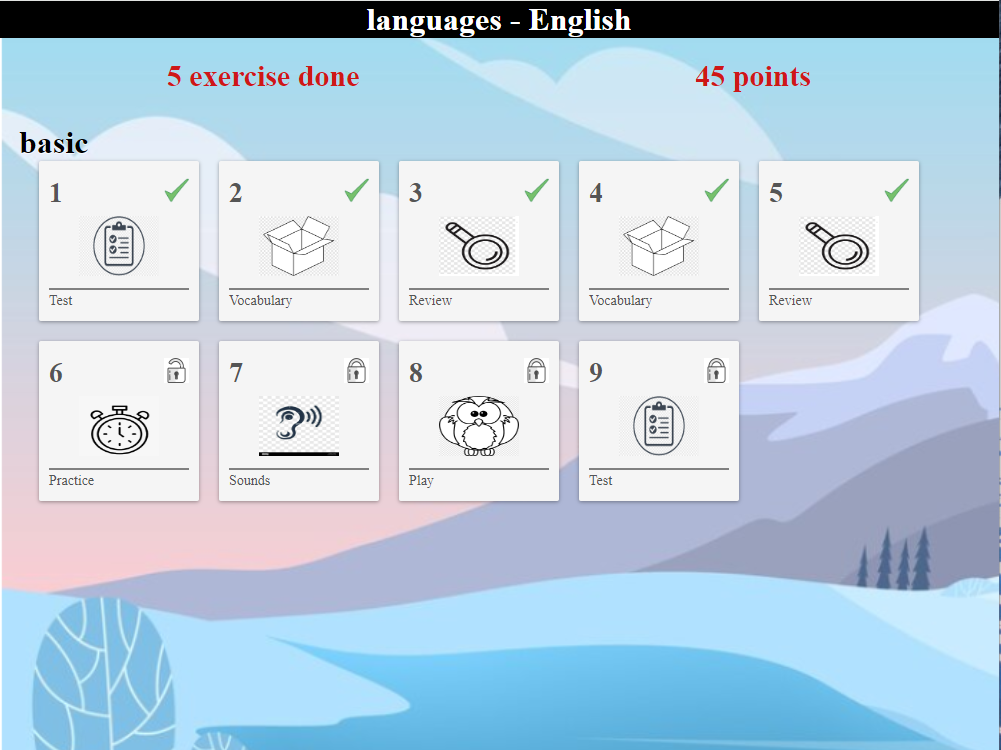 languages - English
5 exercise done
45 points
basic
1
2
3
4
5
Test
Vocabulary
Review
Vocabulary
Review
6
7
8
9
Practice
Sounds
Play
Test